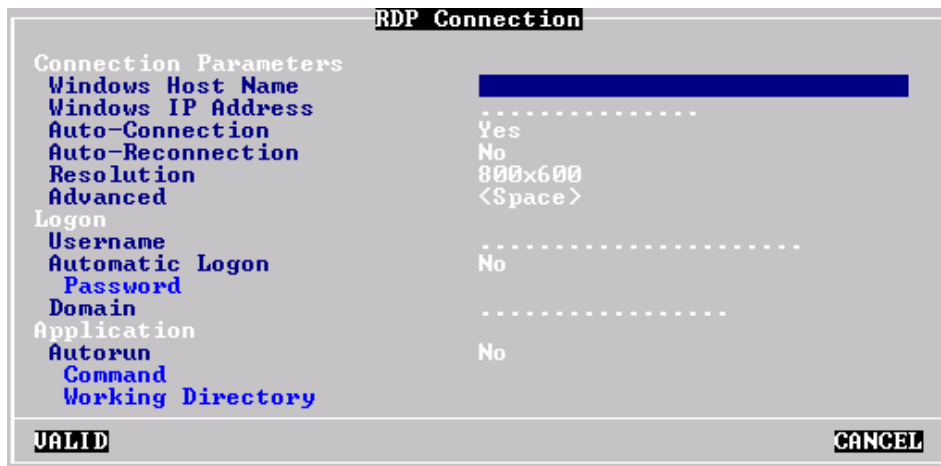 RDP Connection
Connection Parameters
Windows Host Name
Windows IP Address ...............
Auto-Connection Yes
Auto-Reconnection No
Resolution 800x600
Advanced <Space>
Logon
Username ......................
Automatic Logon No
Password
Domain .................
Application
Autorun No
Command
Working Directory
VALID CANCEL